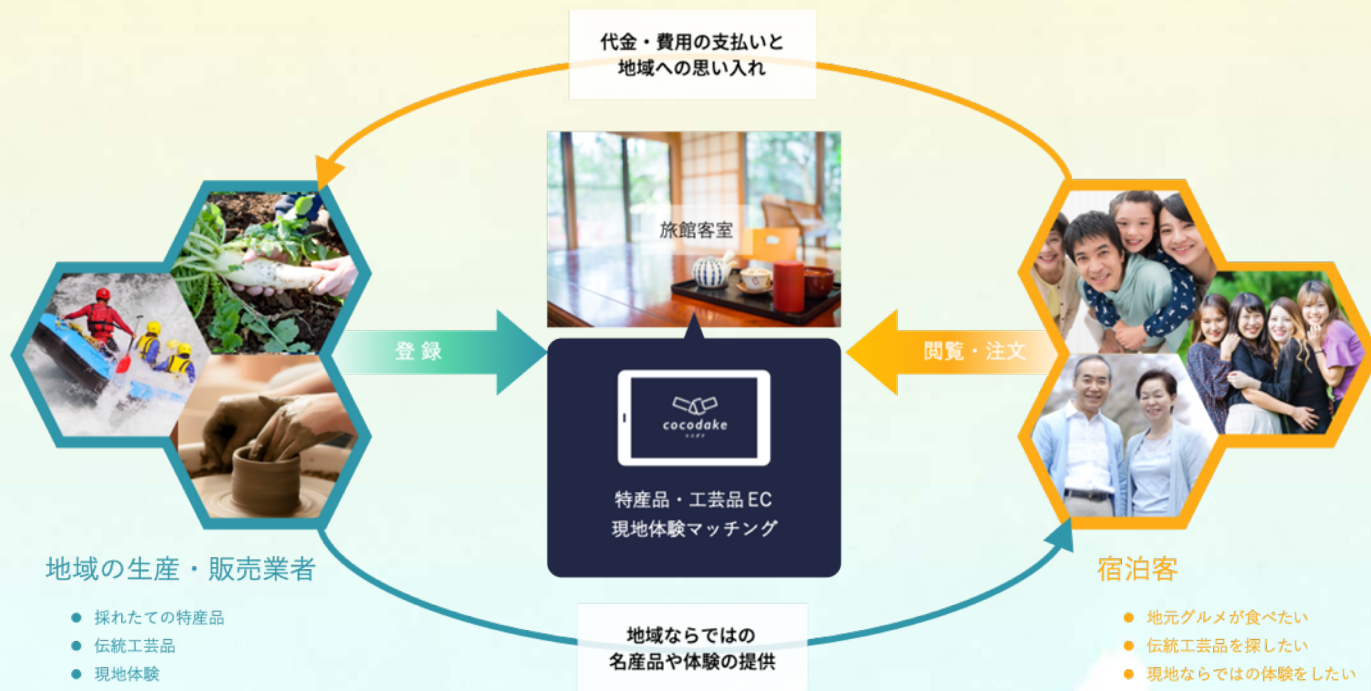 代金・費用の支払いと
地域への思い入れ
旅館客室
登録
閲覧・注文
cocodake
ココダケ
特産品・工芸品EC
現地体験マッチング
地域の生産・販売業者
● 採れたての特産品
● 伝統工芸品
● 現地体験
宿泊客
● 地元グルメが食べたい
● 伝統工芸品を探したい
● 現地ならではの体験をしたい
地域ならではの
名産品や体験の提供